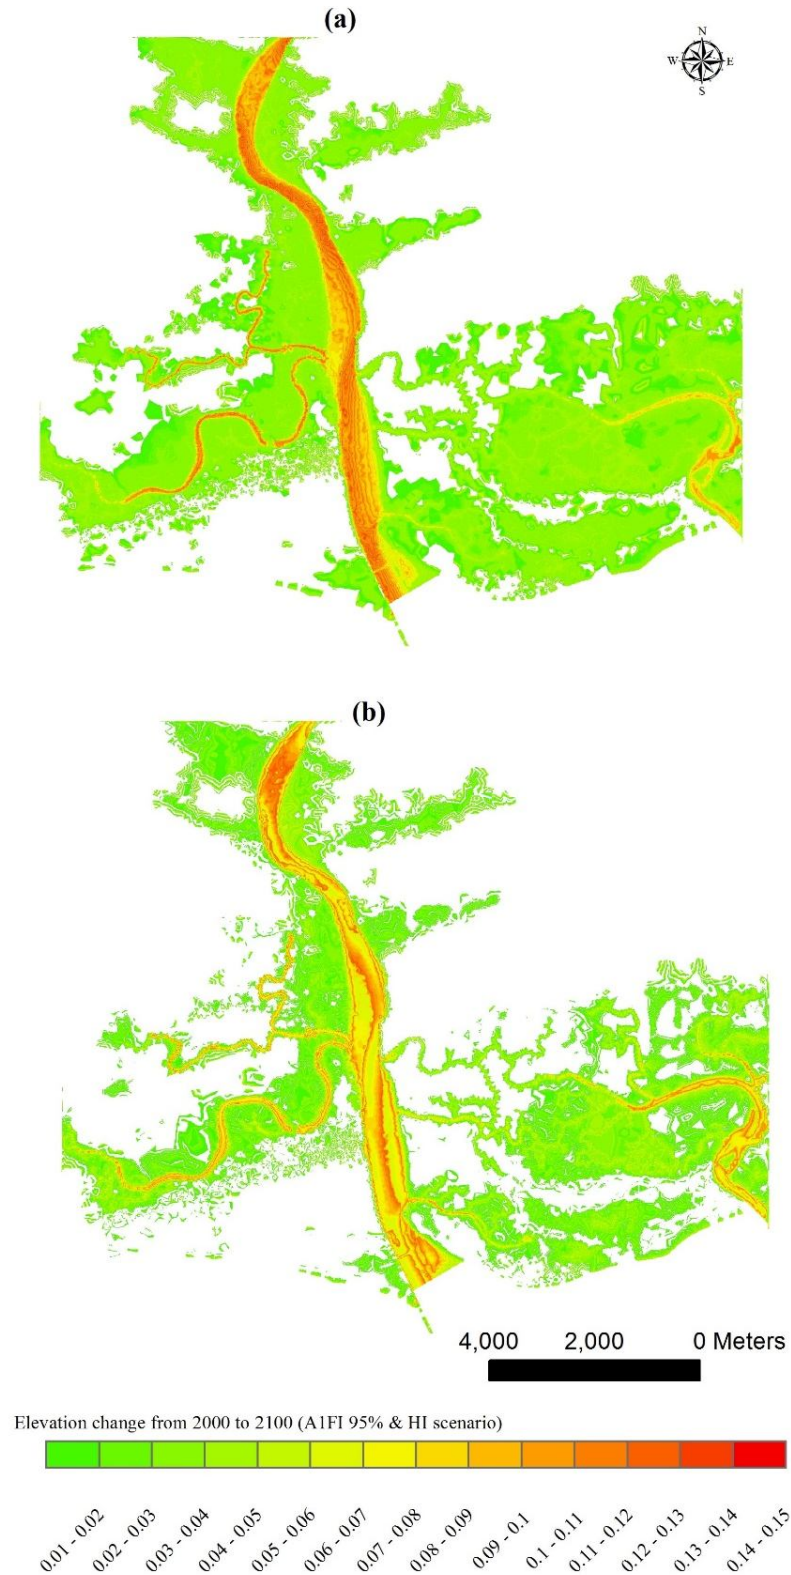 (a)
N
W E
S
(b)
4,000 2,000 0 Meters
Elevation change from 2000 to 2100 (A1FI 95% & HI scenario)
0.01 - 0.02
0.02 - 0.03
0.03 - 0.04
0.04 - 0.05
0.05 - 0.06
0.06 - 0.07
0.07 - 0.08
0.08 - 0.09
0.09 - 0.1
0.1 - 0.11
0.11 - 0.12
0.12 - 0.13
0.13 - 0.14
0.14 - 0.15